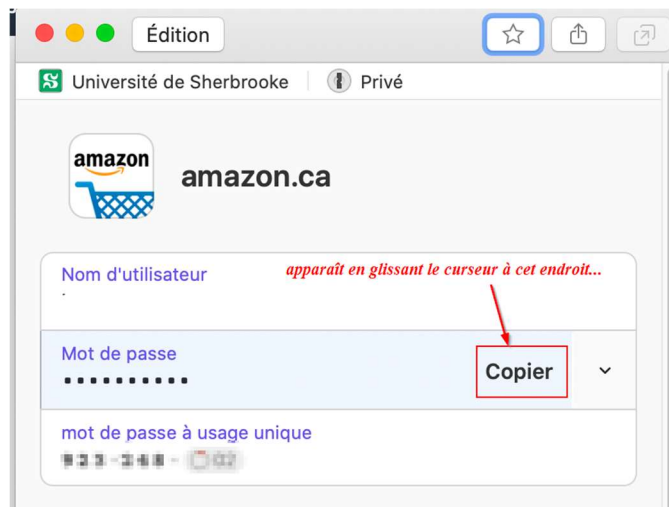 Édition
Université de Sherbrooke
Privé
amazon
amazon.ca
Nom d'utilisateur
apparaît en glissant le curseur à cet endroit...
Mot de passe
Copier
mot de passe à usage unique